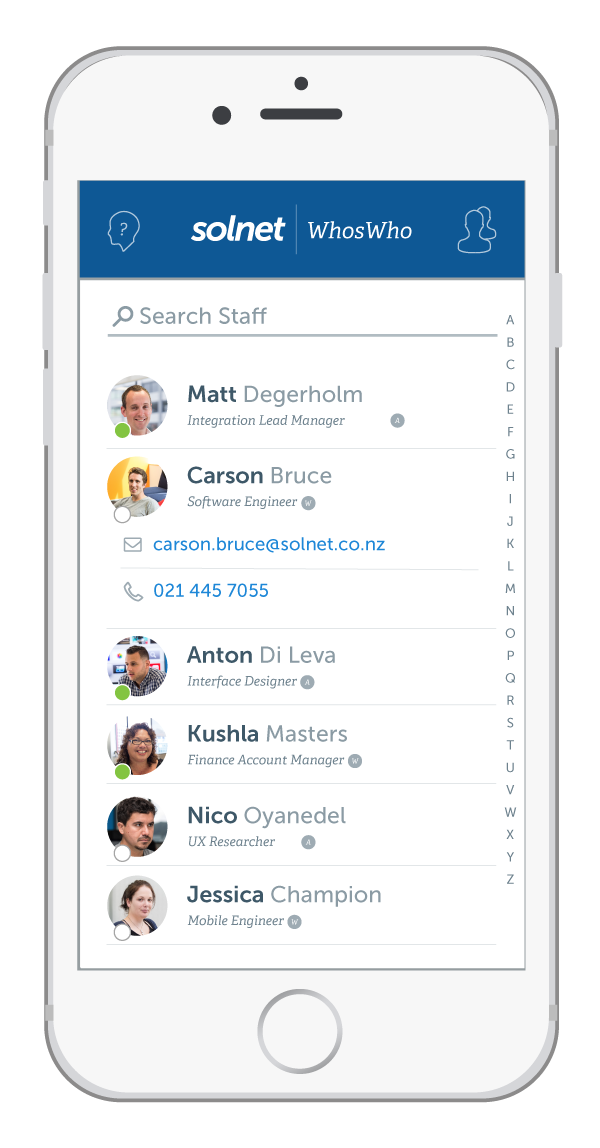 ?
solnet WhosWho
Search Staff
Matt Degerholm
Integration Lead Manager A
Carson Bruce
Software Engineer W
carson.bruce@solnet.co.nz
021 445 7055
Anton Di Leva
Interface Designer A
Kushla Masters
Finance Account Manager W
Nico Oyanedel
UX Researcher A
Jessica Champion
Mobile Engineer W
A
B
C
D
E
F
G
H
I
J
K
L
M
N
O
P
Q
R
S
T
U
V
W
X
Y
Z